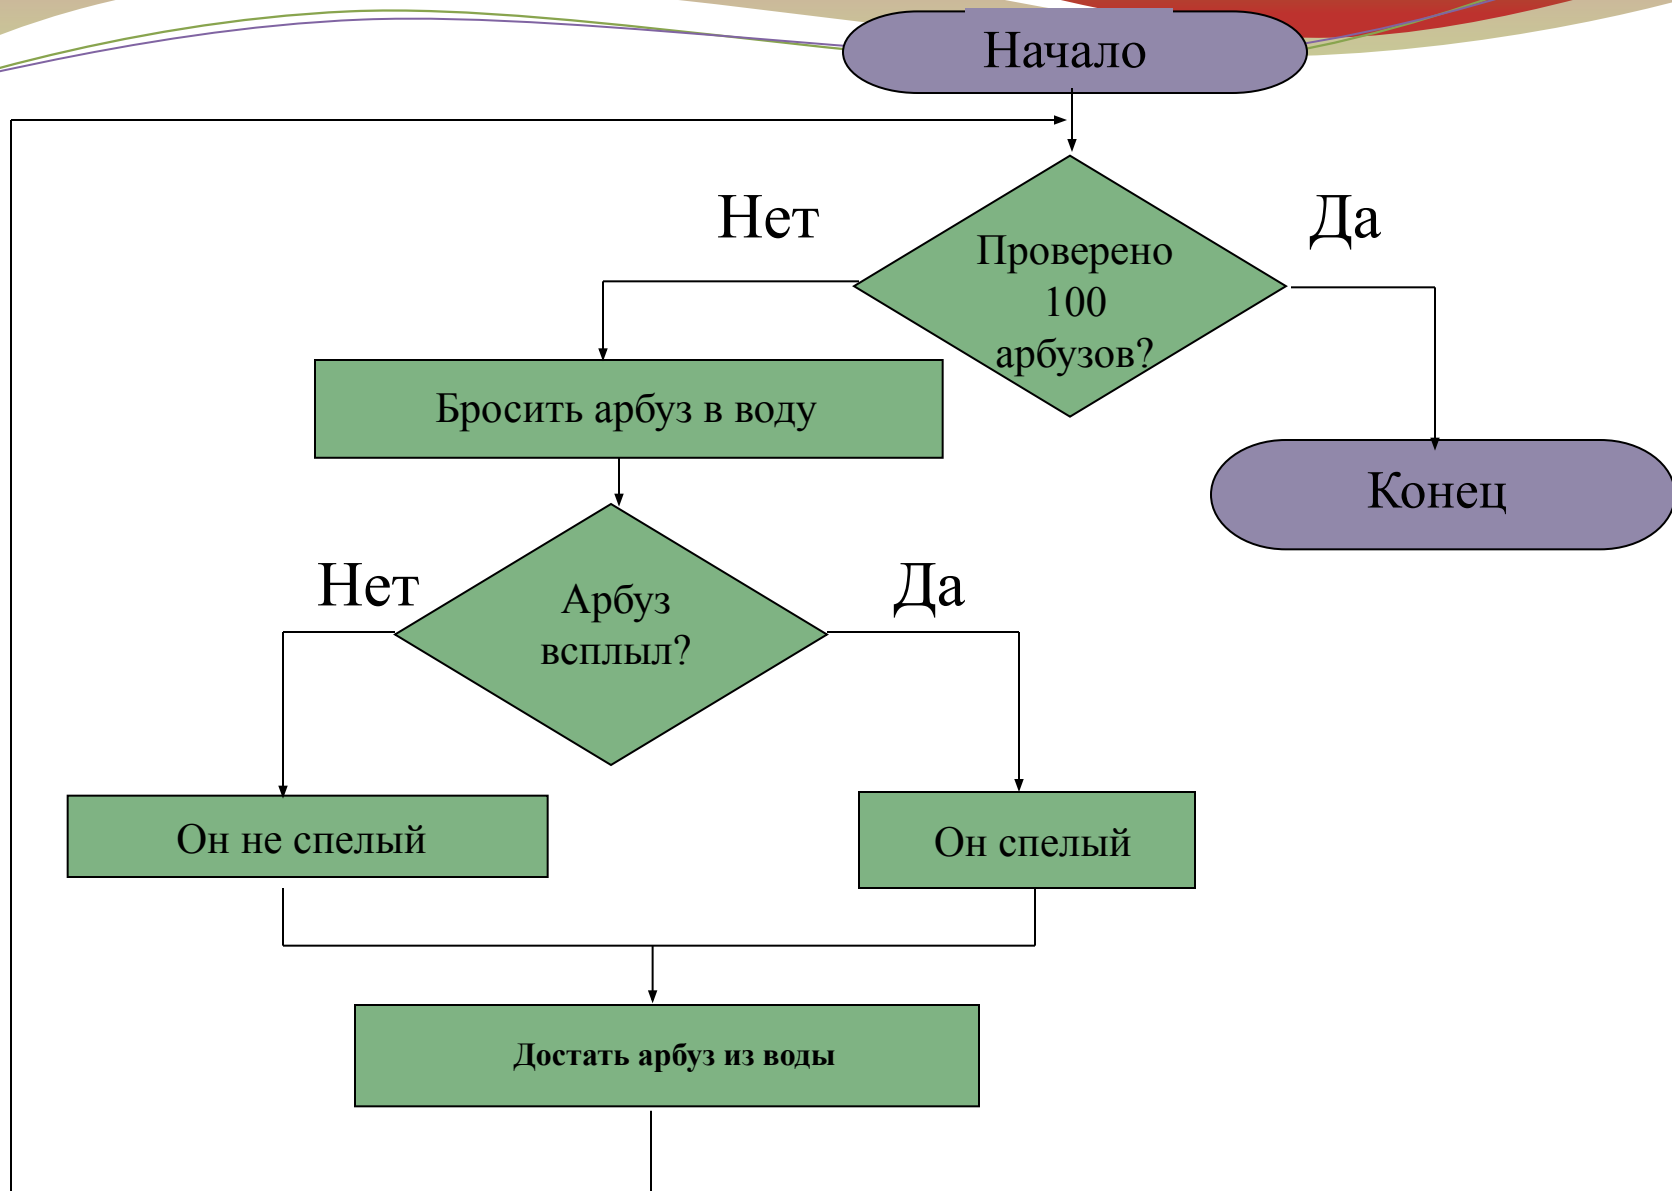 Начало
Нет
Да
Проверено
100
арбузов?
Бросить арбуз в воду
Конец
Нет
Да
Арбуз
всплыл?
Он не спелый
Он спелый
Достать арбуз из воды